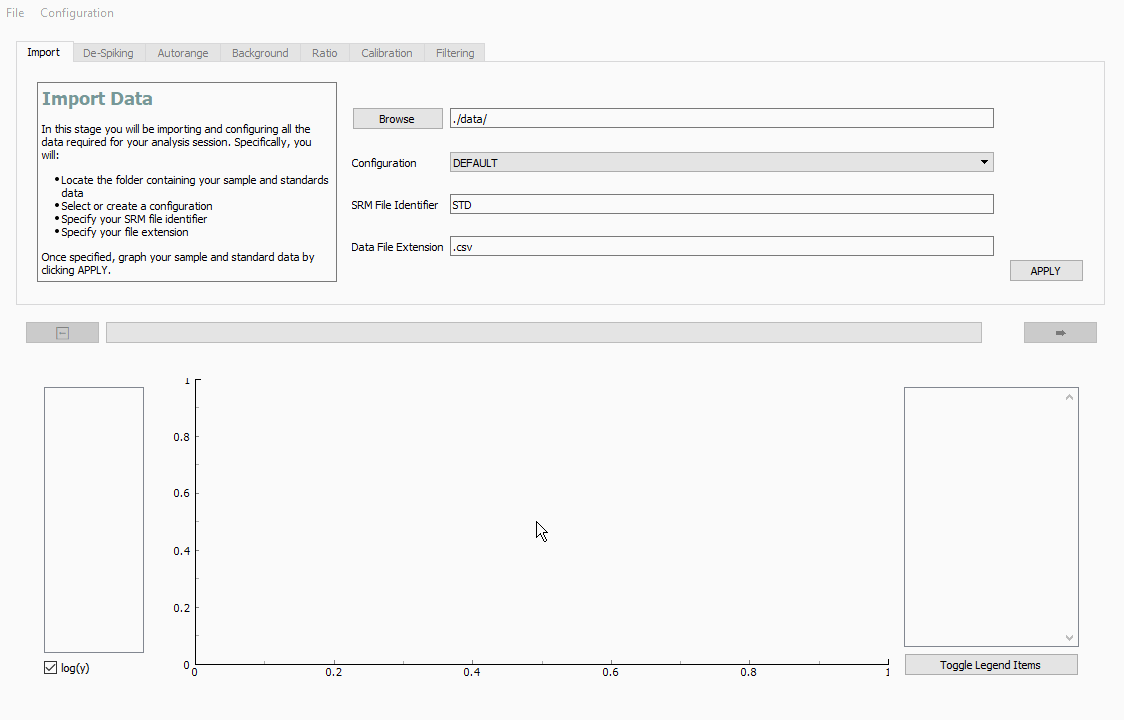 File Configuration
Import De-Spiking Autorange Background Ratio Calibration Filtering
Import Data
In this stage you will be importing and configuring all the
data required for your analysis session. Specifically, you
will:
• Locate the folder containing your sample and standards
data
• Select or create a configuration
• Specify your SRM file identifier
• Specify your file extension
Once specified, graph your sample and standard data by
clicking APPLY.
Browse ./data/
Configuration DEFAULT
SRM File Identifier STD
Data File Extension .csv
APPLY
1
0.8
0.6
0.4
0.2
0
0 0.2 0.4 0.6 0.8 1
log(y)
Toggle Legend Items